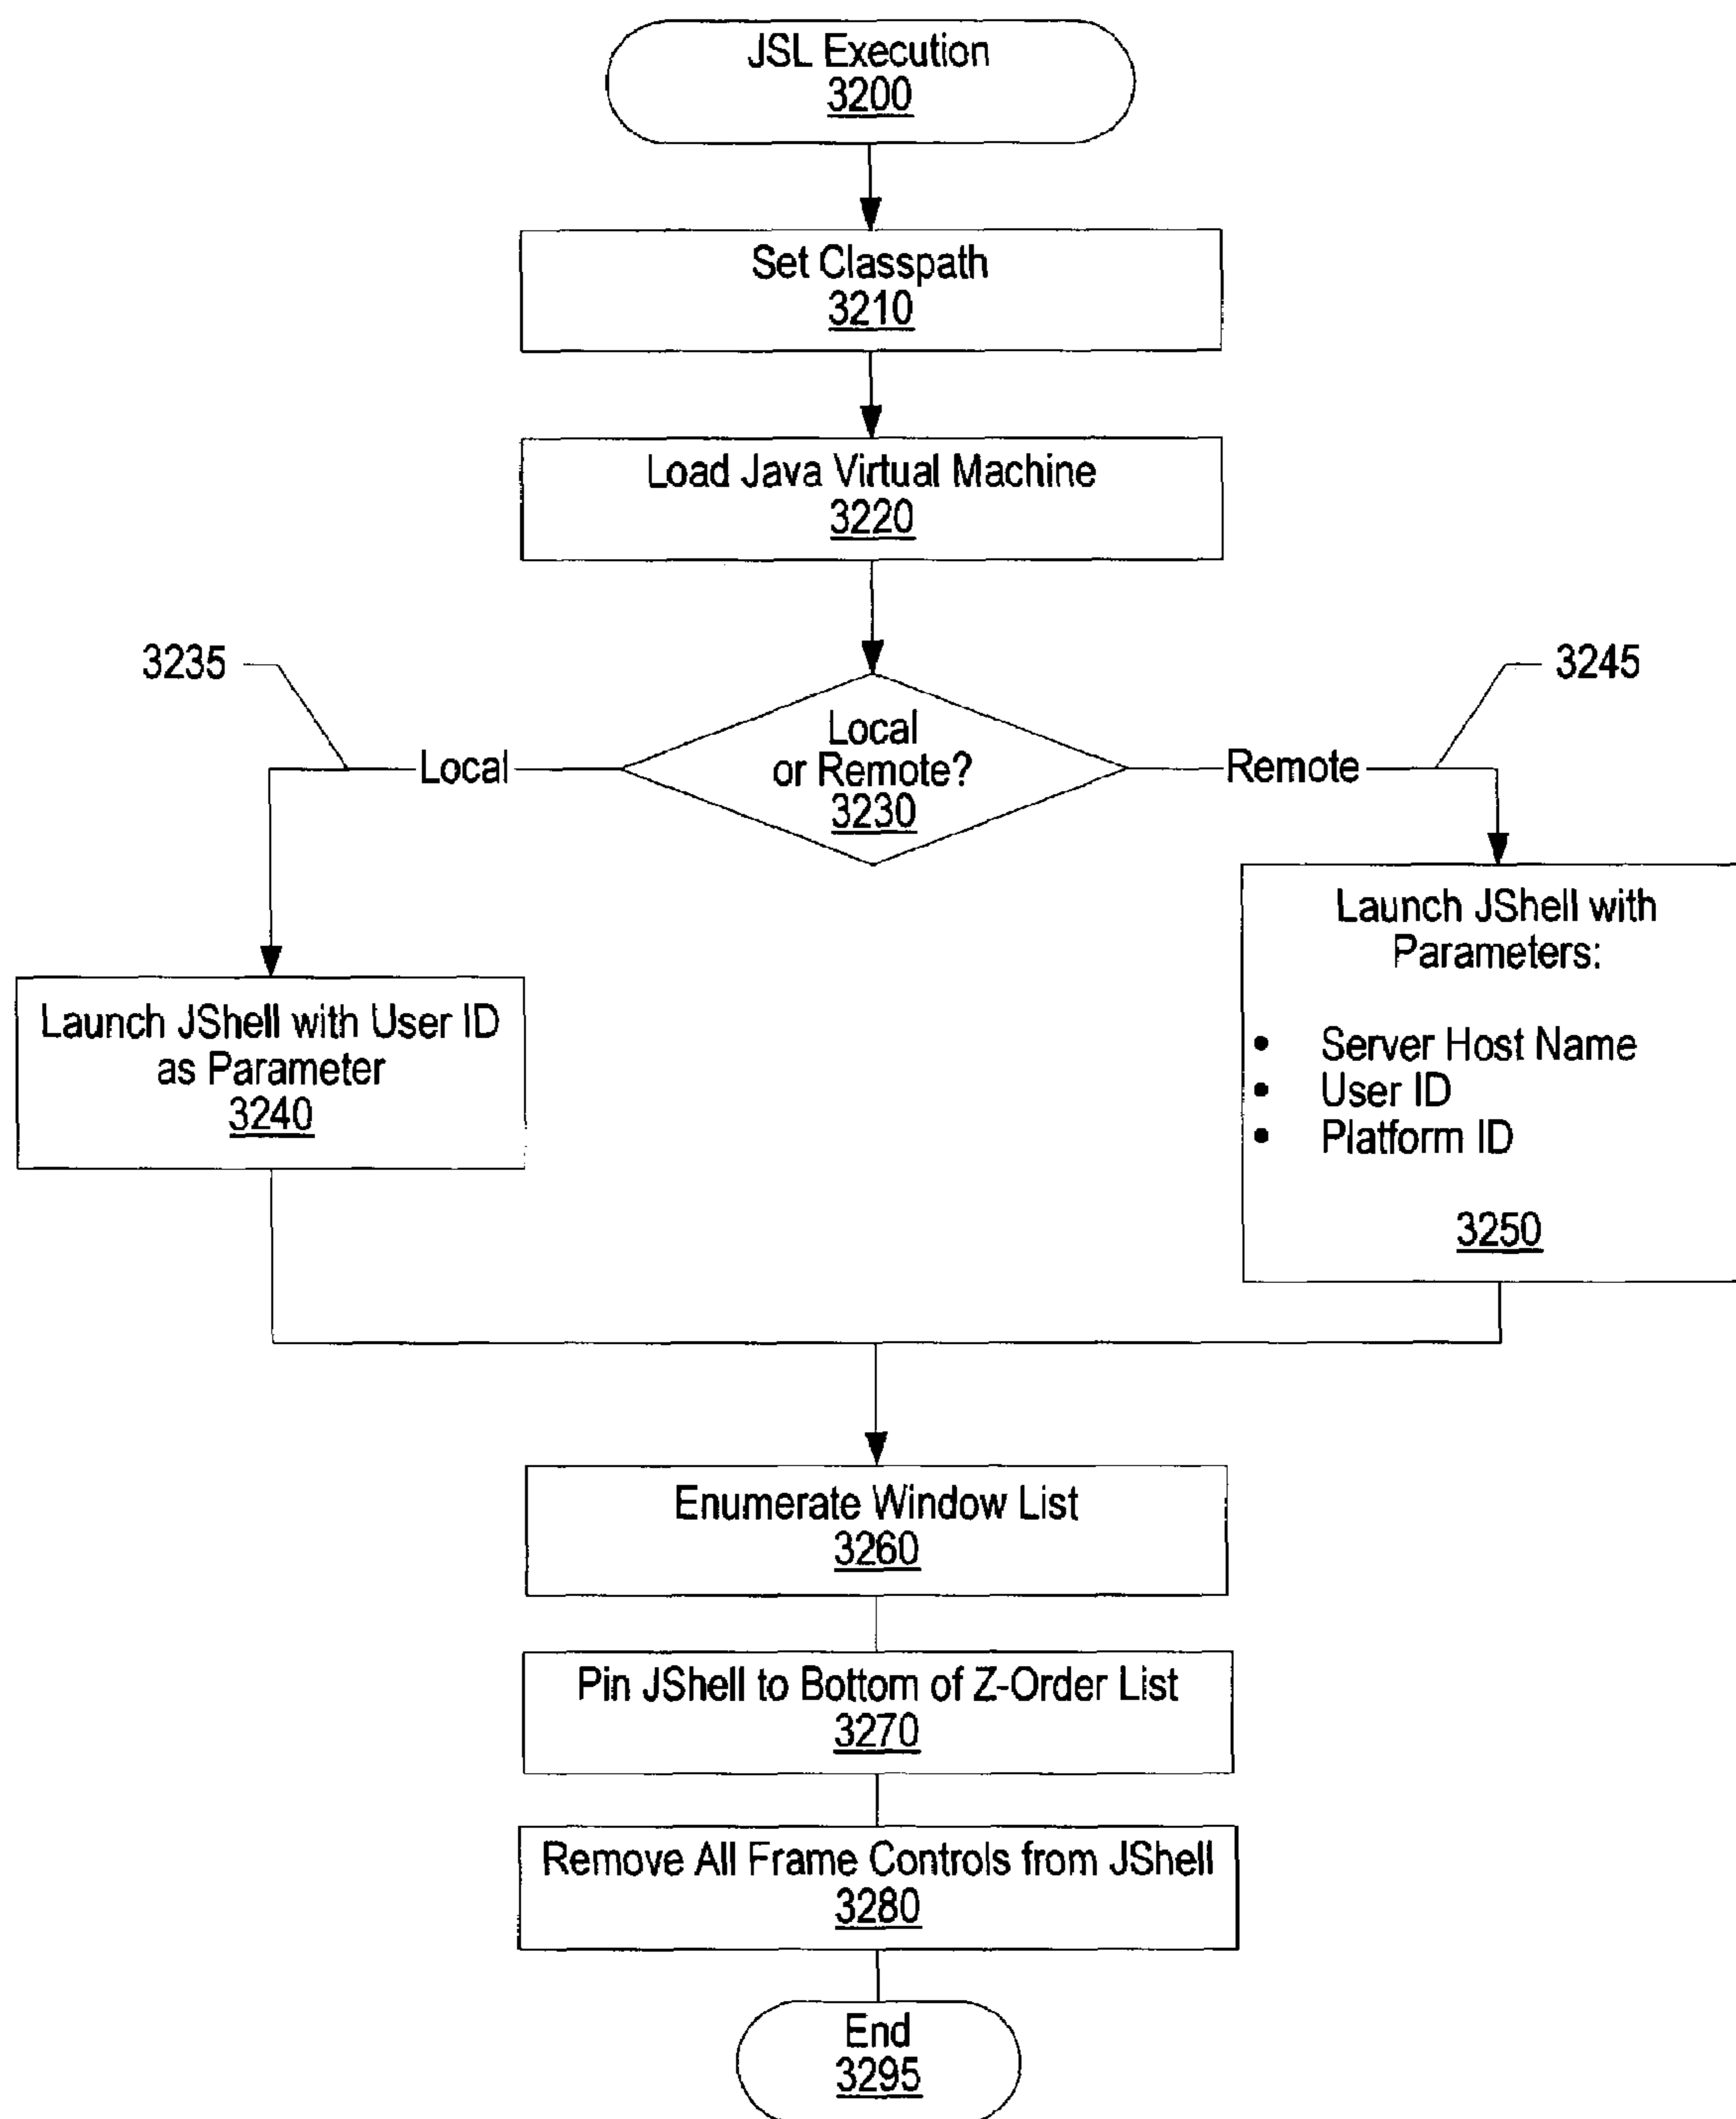 JSL Execution
3200
Set Classpath
3210
Load Java Virtual Machine
3220
3235
3245
Local
or Remote?
3230
Local
Remote
Launch JShell with User ID
as Parameter
3240
Launch JShell with
Parameters:
• Server Host Name
• User ID
• Platform ID
3250
Enumerate Window List
3260
Pin JShell to Bottom of Z-Order List
3270
Remove All Frame Controls from JShell
3280
End
3295